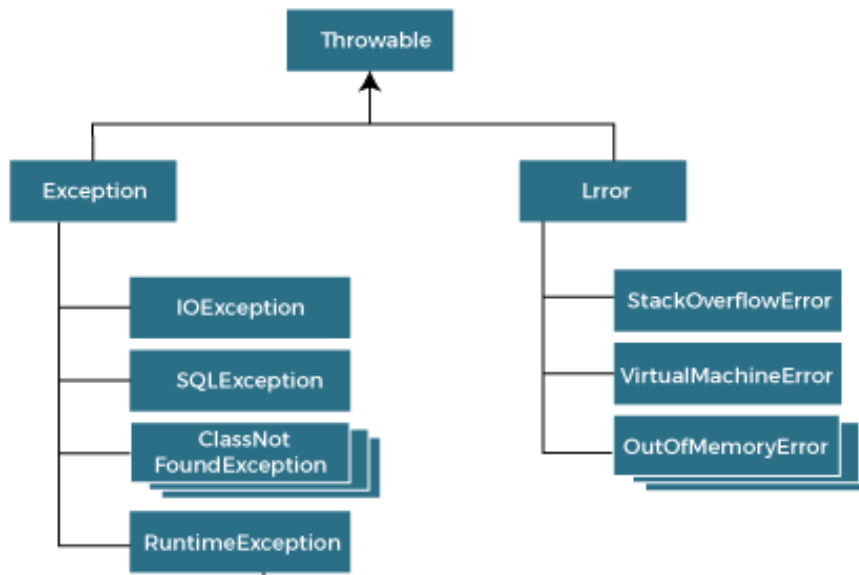 Throwable
Exception
Lrror
IOException
SQLException
ClassNot
FoundException
RuntimeException
StackOverflowError
VirtualMachineError
OutOfMemoryError